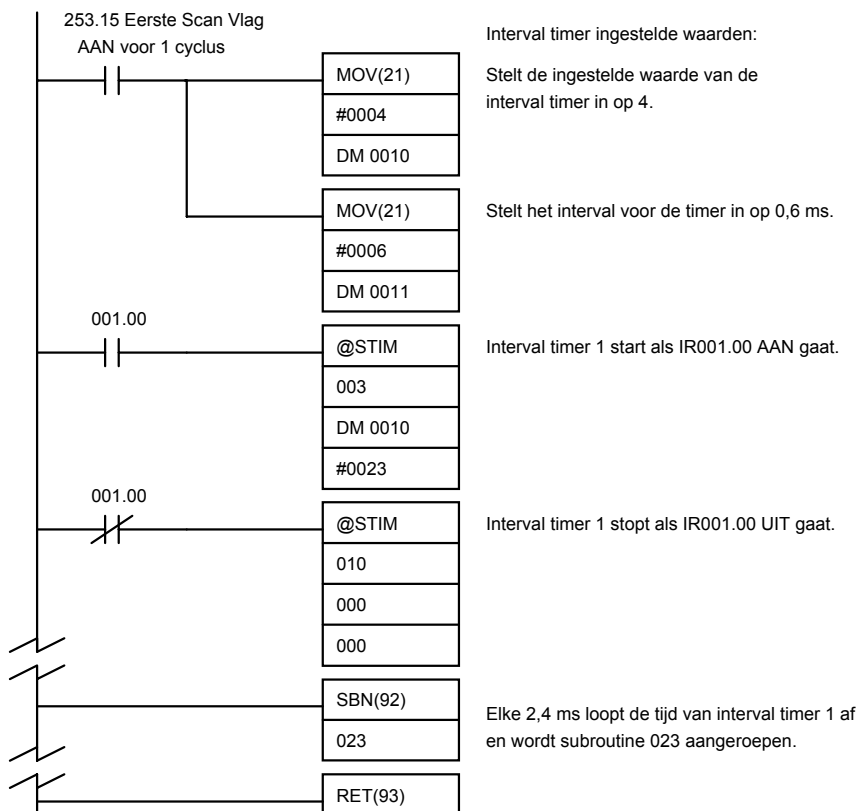 253.15 Eerste Scan Vlag
AAN voor 1 cyclus
Interval timer ingestelde waarden:
MOV(21)
#0004
DM 0010
Stelt de ingestelde waarde van de
interval timer in op 4.
MOV(21)
#0006
DM 0011
Stelt het interval voor de timer in op 0,6 ms.
001.00
@STIM
003
DM 0010
#0023
Interval timer 1 start als IR001.00 AAN gaat.
001.00
@STIM
010
000
000
Interval timer 1 stopt als IR001.00 UIT gaat.
SBN(92)
023
Elke 2,4 ms loopt de tijd van interval timer 1 af
en wordt subroutine 023 aangeroepen.
RET(93)